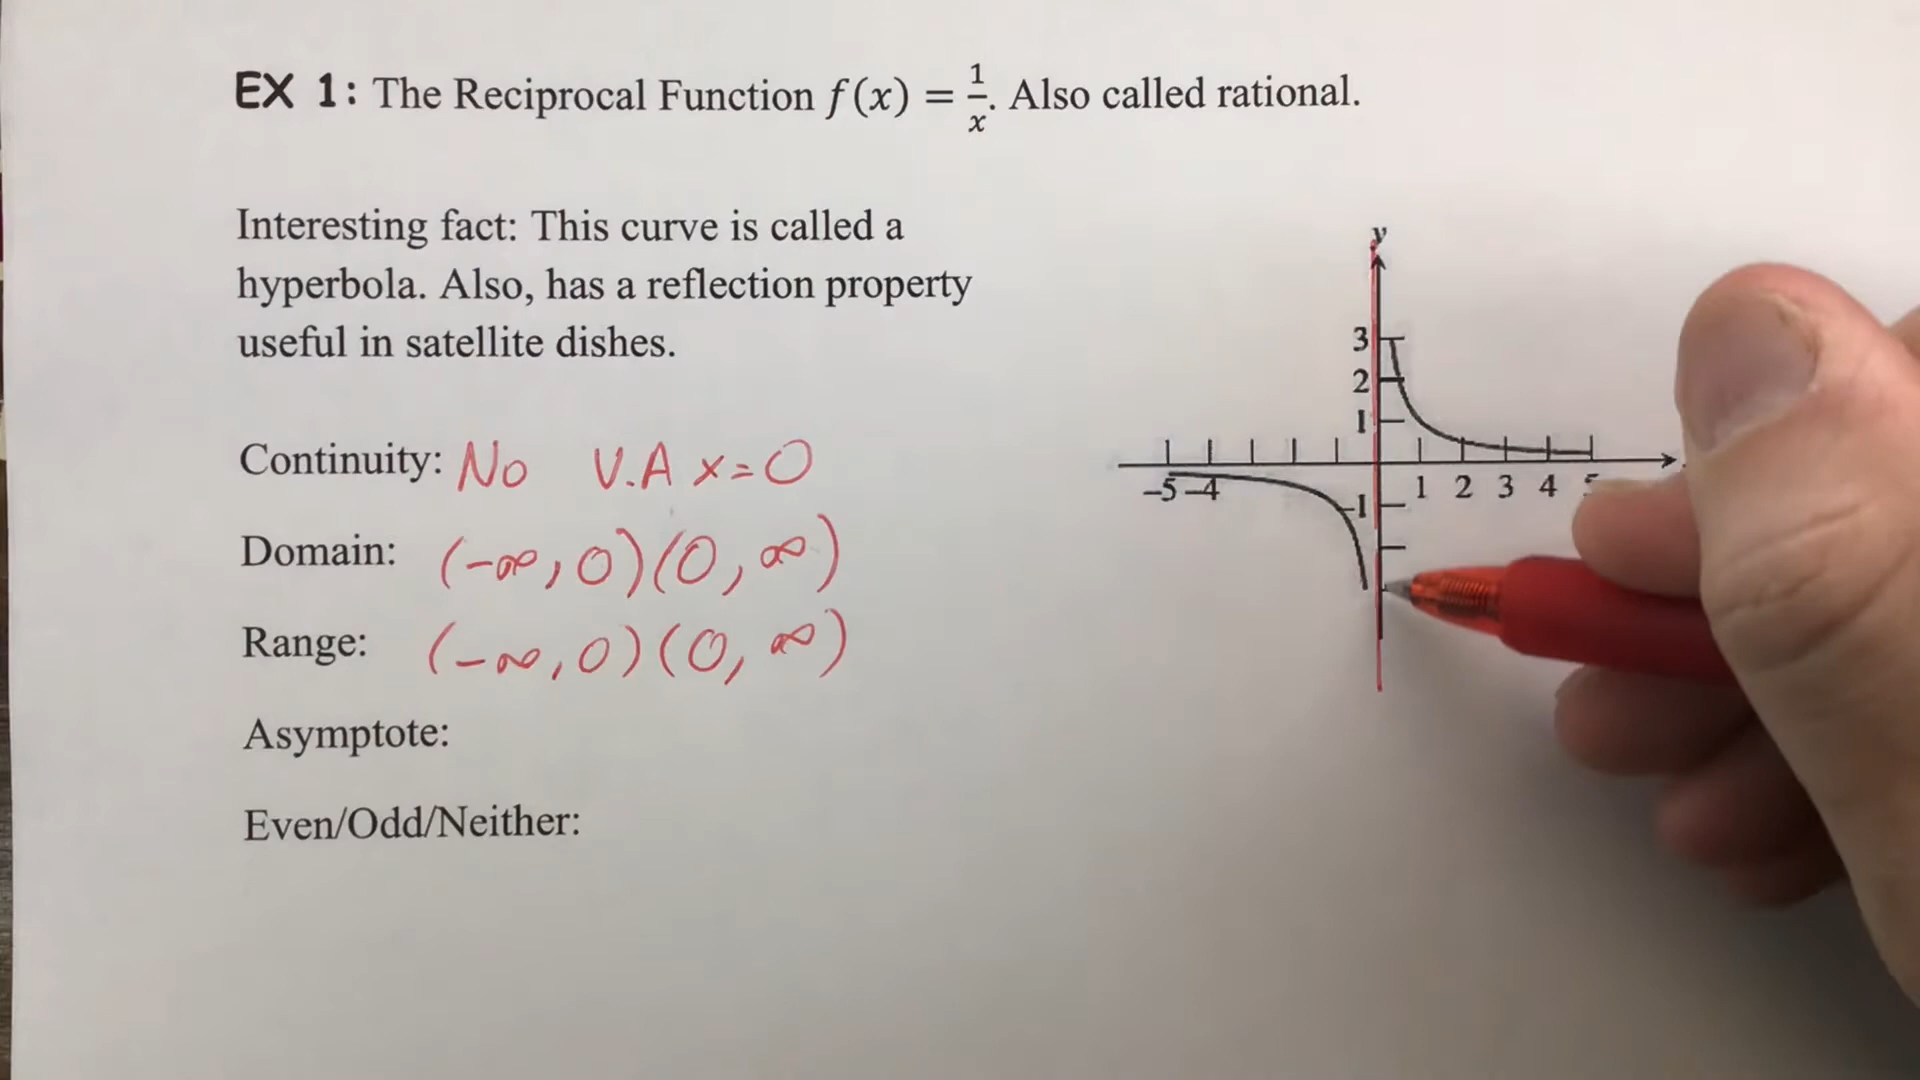 EX 1: The Reciprocal Function f(x) = 1/x. Also called rational.
Interesting fact: This curve is called a
hyperbola. Also, has a reflection property
useful in satellite dishes.
Continuity: No V.A x=0
Domain: (-∞, 0)(0, ∞)
Range: (-∞, 0)(0, ∞)
Asymptote:
Even/Odd/Neither:
y
3
2
1
-5 -4 -1 1 2 3 4